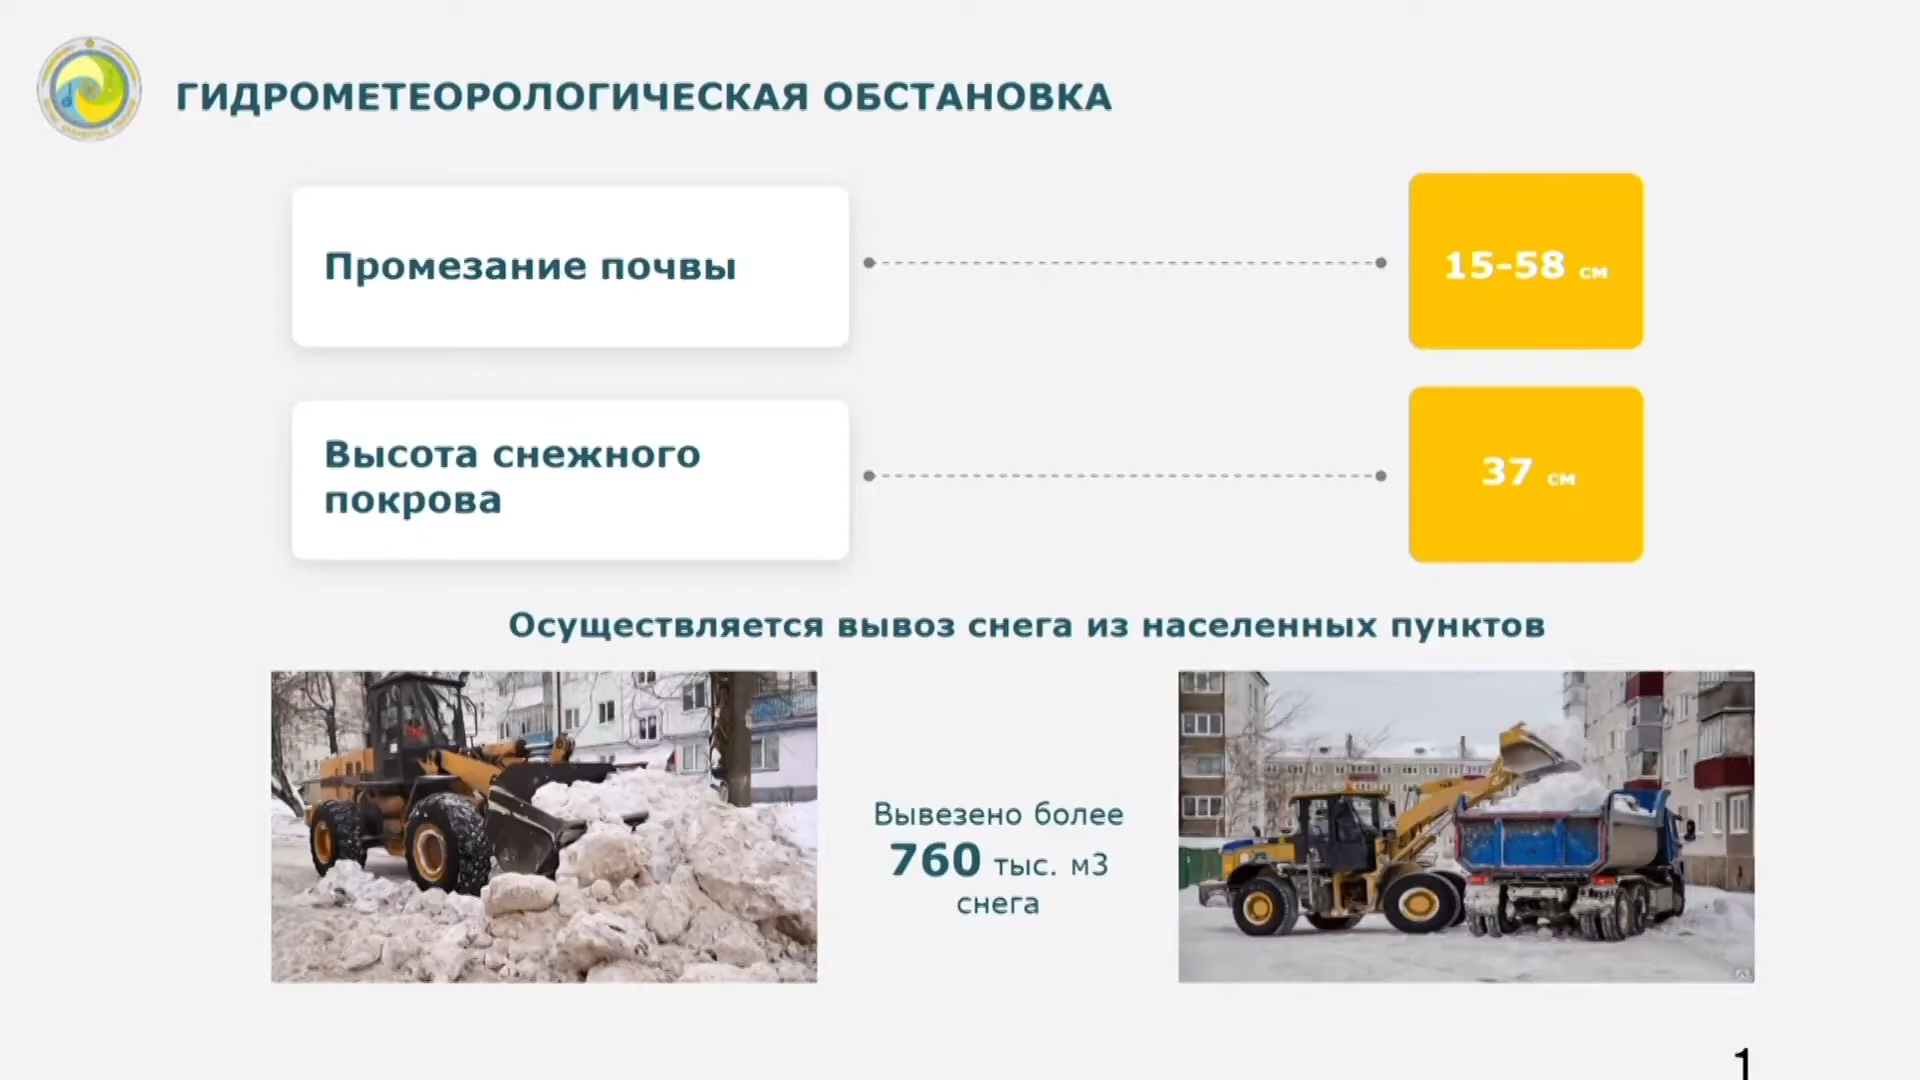 ГИДРОМЕТЕОРОЛОГИЧЕСКАЯ ОБСТАНОВКА
Промезание почвы
15-58 см
Высота снежного
покрова
37 см
Осуществляется вывоз снега из населенных пунктов
Вывезено более
760 тыс. м3
снега
1